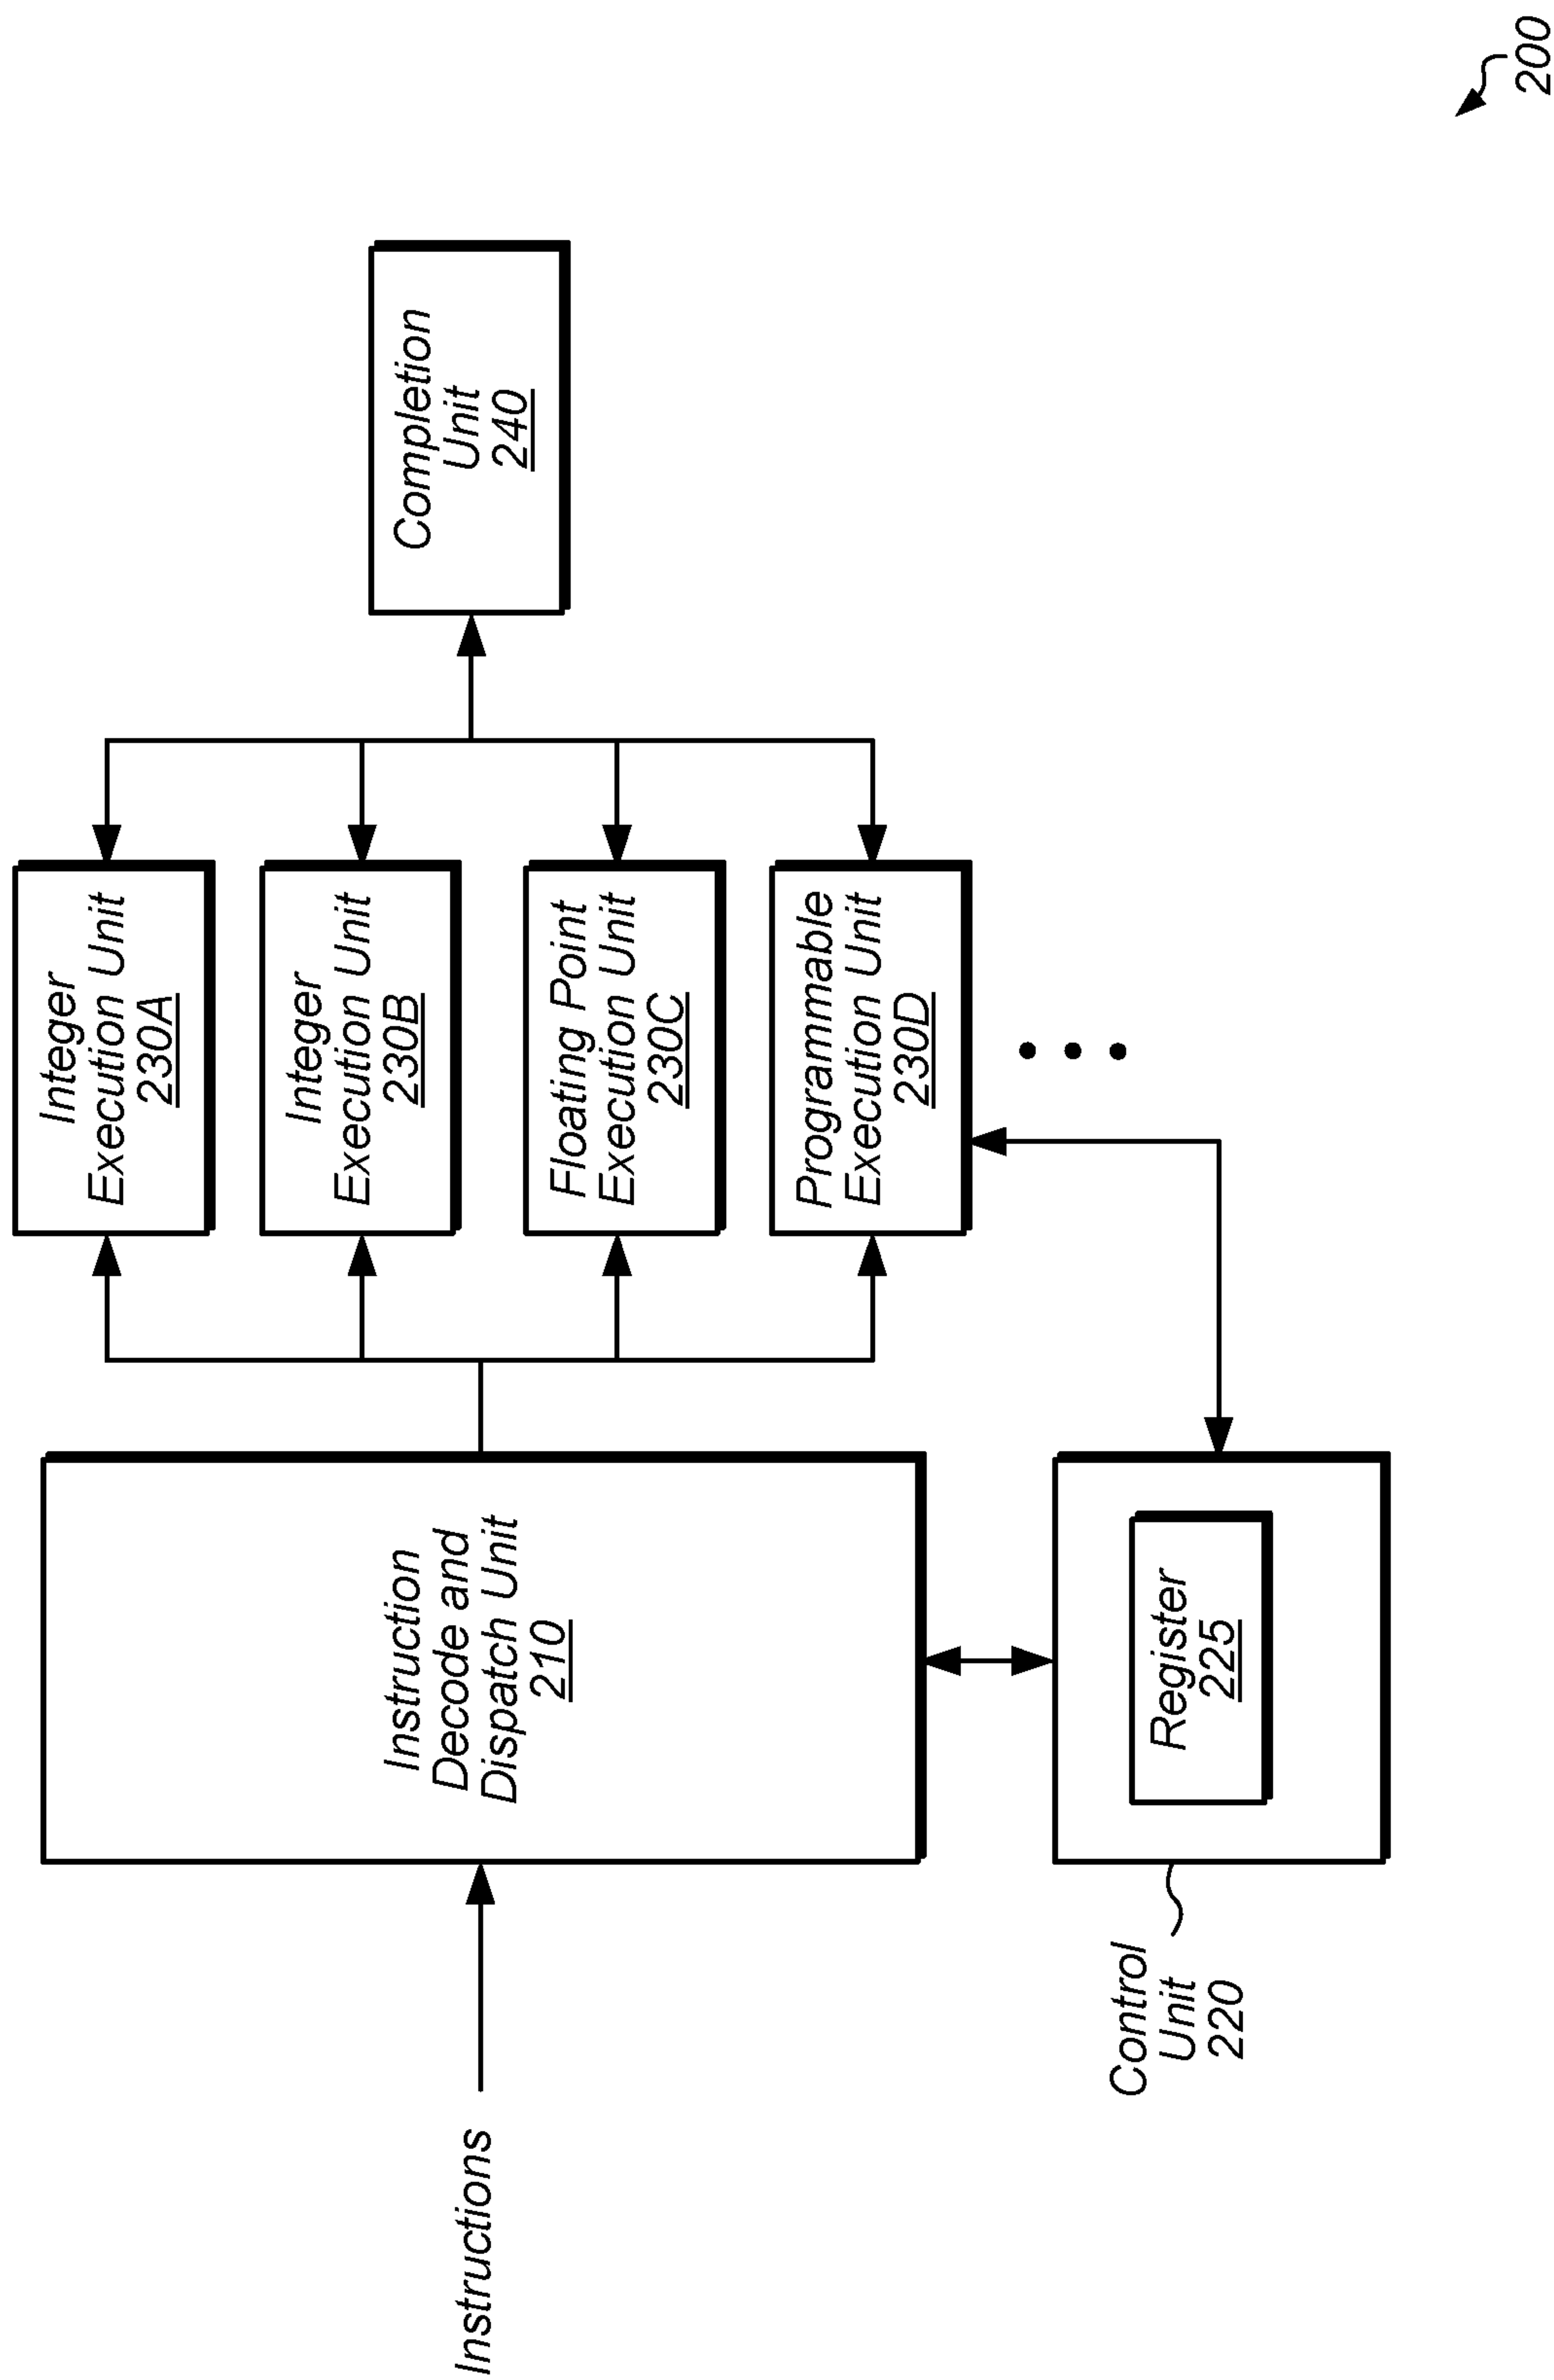 Instructions
Instruction
Decode and
Dispatch Unit
210
Control
Unit
220
Register
225
Integer
Execution Unit
230A
Integer
Execution Unit
230B
Floating Point
Execution Unit
230C
Programmable
Execution Unit
230D
Completion
Unit
240
200